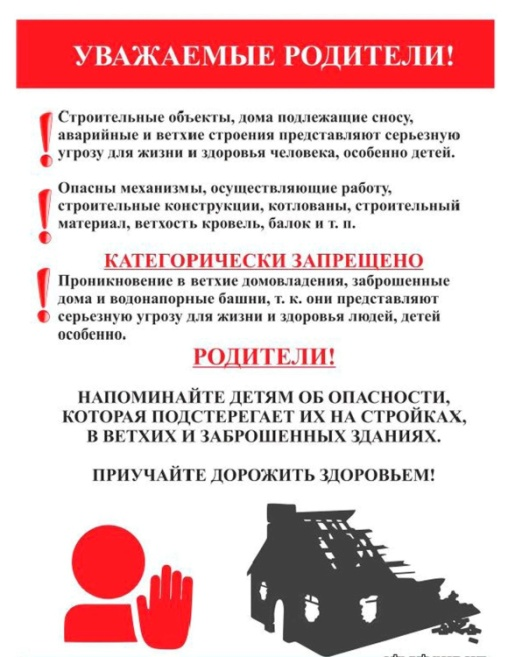 УВАЖАЕМЫЕ РОДИТЕЛИ!
Строительные объекты, дома подлежащие сносу,
аварийные и ветхие строения представляют серьезную
угрозу для жизни и здоровья человека, особенно детей.
Опасны механизмы, осуществляющие работу,
строительные конструкции, котлованы, строительный
материал, ветхость кровель, балок и т. п.
КАТЕГОРИЧЕСКИ ЗАПРЕЩЕНО
Проникновение в ветхие домовладения, заброшенные
дома и водонапорные башни, т. к. они представляют
серьезную угрозу для жизни и здоровья людей, детей
особенно.
РОДИТЕЛИ!
НАПОМИНАЙТЕ ДЕТЯМ ОБ ОПАСНОСТИ,
КОТОРАЯ ПОДСТЕРЕГАЕТ ИХ НА СТРОЙКАХ,
В ВЕТХИХ И ЗАБРОШЕННЫХ ЗДАНИЯХ.
ПРИУЧАЙТЕ ДОРОЖИТЬ ЗДОРОВЬЕМ!